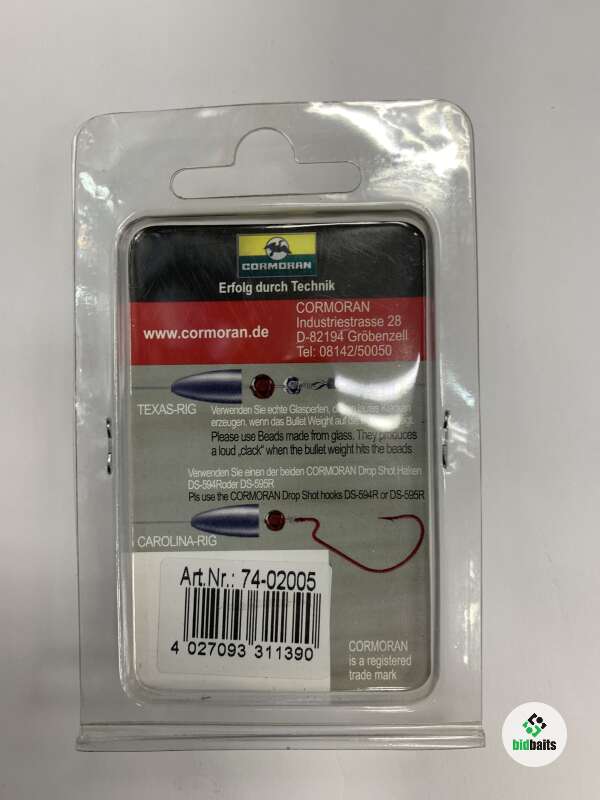 CORMORAN
Erfolg durch Technik
www.cormoran.de
CORMORAN
Industriestrasse 28
D-82194 Gröbenzell
Tel: 08142/50050
TEXAS-RIG
Verwenden Sie echte Glasperlen, die
erzeugen, wenn das Bullet Weight auf die
Please use Beads made from glass. They produces
a loud „clack“ when the bullet weight hits the beads
Verwenden Sie einen der beiden CORMORAN Drop Shot Haken
DS-594Roder DS-595R
Pls use the CORMORAN Drop Shot hooks DS-594R or DS-595R
CAROLINA-RIG
Art.Nr.: 74-02005
4 027093 311390
CORMORAN
is a registered
trade mark
bidbaits